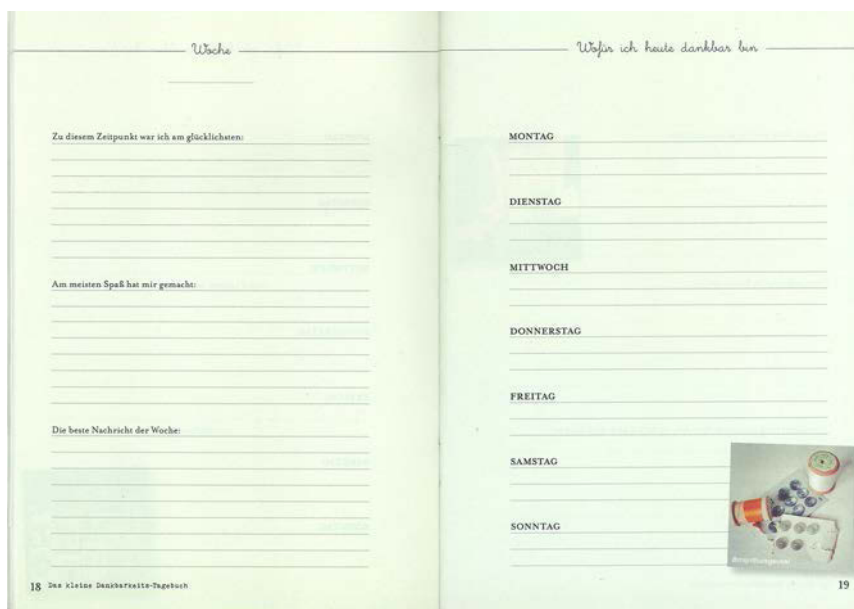 Woche
Zu diesem Zeitpunkt war ich am glücklichsten:
Am meisten Spaß hat mir gemacht:
Die beste Nachricht der Woche:
18 Das kleine Dankbarkeits-Tagebuch
Wofür ich heute dankbar bin
MONTAG
DIENSTAG
MITTWOCH
DONNERSTAG
FREITAG
SAMSTAG
SONNTAG
19